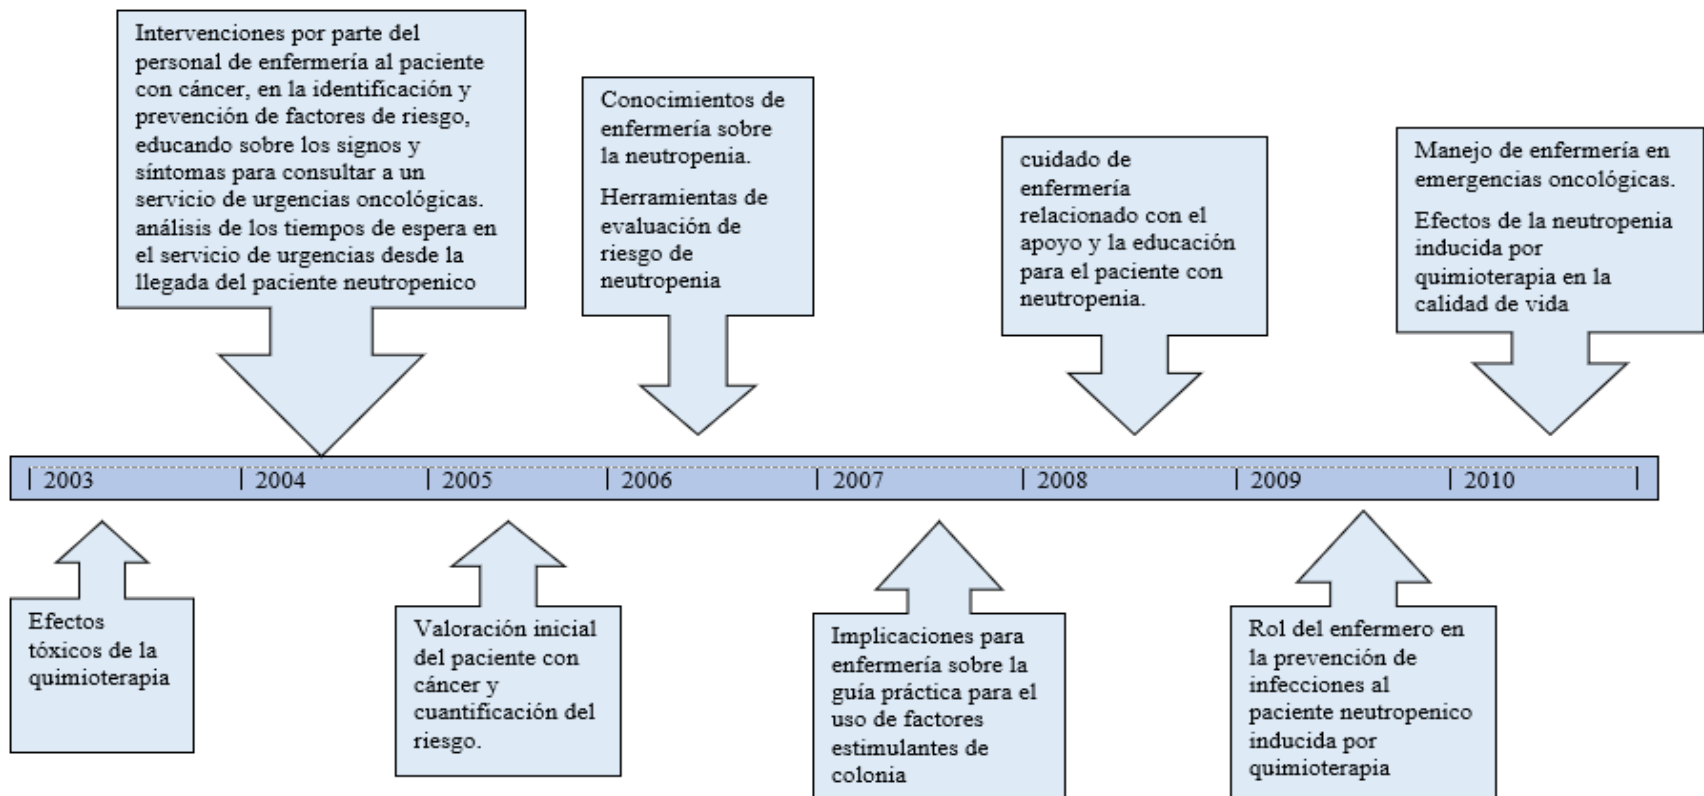 Intervenciones por parte del
personal de enfermería al paciente
con cáncer, en la identificación y
prevención de factores de riesgo,
educando sobre los signos y
síntomas para consultar a un
servicio de urgencias oncológicas.
análisis de los tiempos de espera en
el servicio de urgencias desde la
llegada del paciente neutropenico
Conocimientos de
enfermería sobre
la neutropenia.
Herramientas de
evaluación de
riesgo de
neutropenia
cuidado de
enfermería
relacionado con el
apoyo y la educación
para el paciente con
neutropenia.
Manejo de enfermería en
emergencias oncológicas.
Efectos de la neutropenia
inducida por
quimioterapia en la
calidad de vida
2003
2004
2005
2006
2007
2008
2009
2010
Efectos
tóxicos de la
quimioterapia
Valoración inicial
del paciente con
cáncer y
cuantificación del
riesgo.
Implicaciones para
enfermería sobre la
guía práctica para el
uso de factores
estimulantes de
colonia
Rol del enfermero en
la prevención de
infecciones al
paciente neutropenico
inducida por
quimioterapia